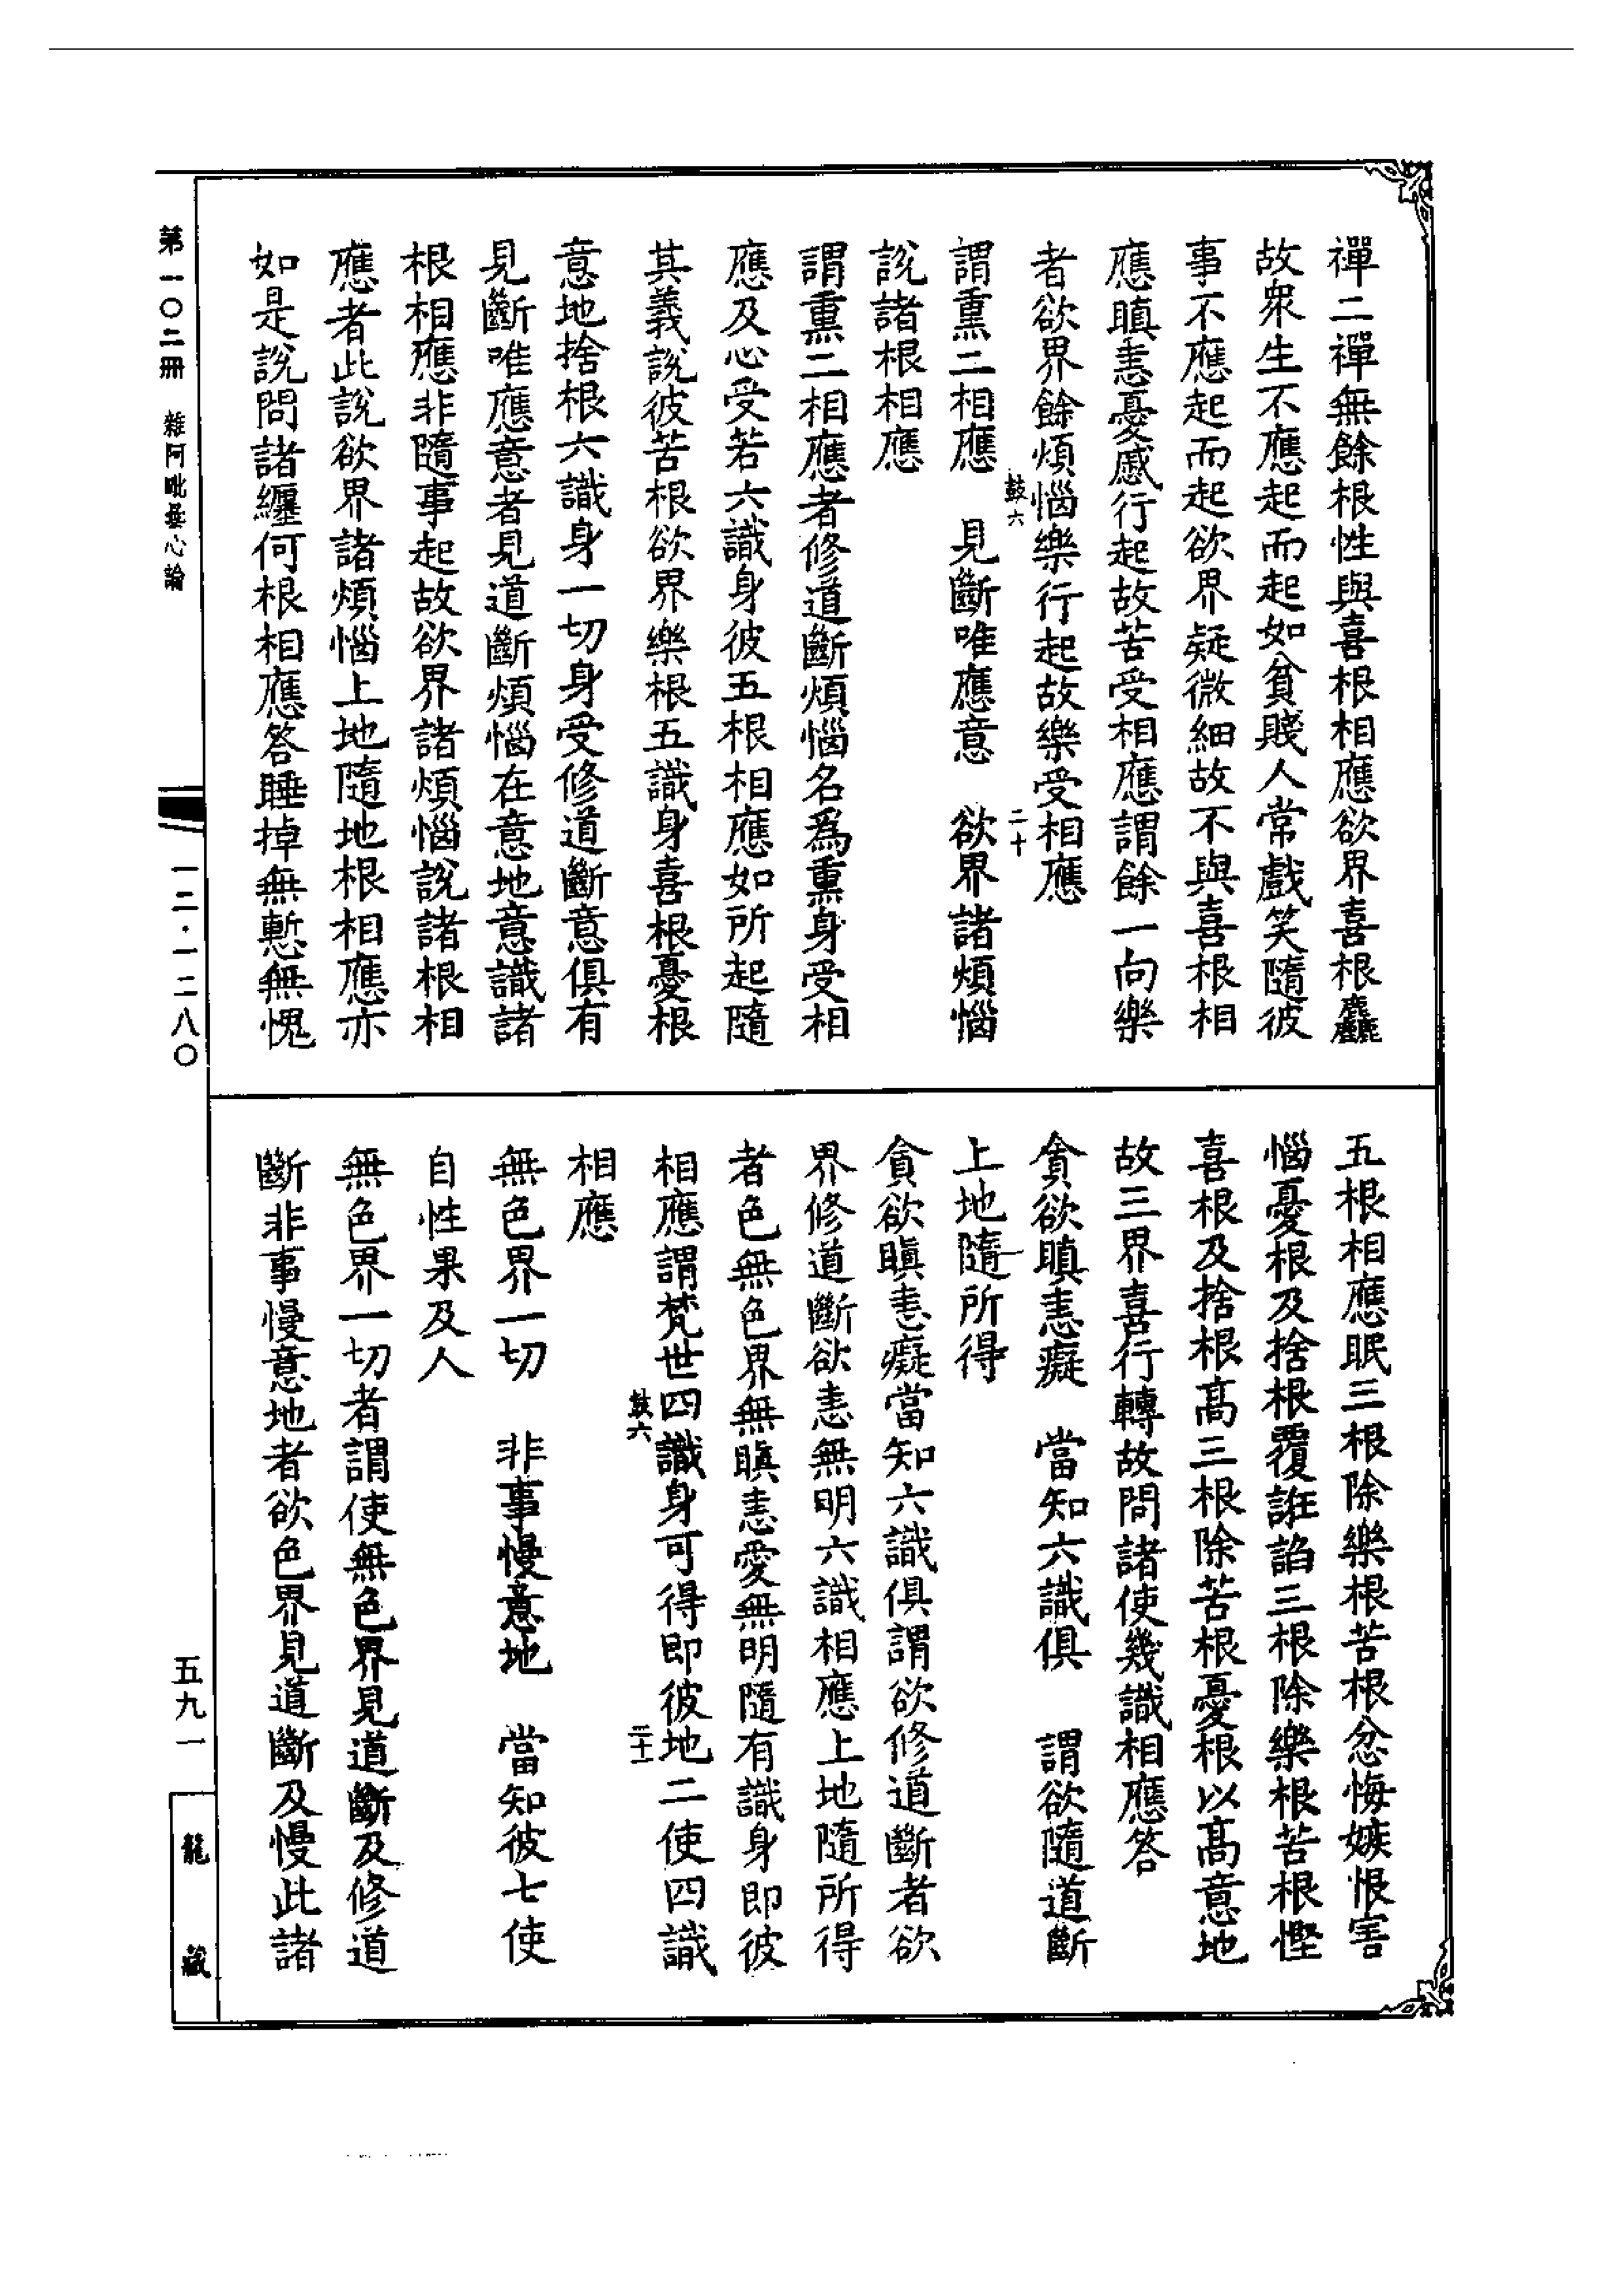 禪二禪無餘根性與喜根相應欲界喜根麤
故眾生不應起而起如貧賤人常戲笑隨彼
事不應起而起欲界疑微細故不與喜根相
應瞋恚憂慼行起故苦受相應謂餘一向樂
者欲界餘煩惱樂行起故樂受相應
鼓六
二十
謂熏二相應 見斷唯應意 欲界諸煩惱
說諸根相應
謂熏二相應者修道斷煩惱名為熏身受相
應及心受若六識身彼五根相應如所起隨
其義說彼苦根欲界樂根五識身喜根憂根
意地捨根六識身一切身受修道斷意俱有
見斷唯應意者見道斷煩惱在意地意識諸
根相應非隨事起故欲界諸煩惱說諸根相
應者此說欲界諸煩惱上地隨地根相應亦
如是說問諸纏何根相應答睡掉無慙無愧
五根相應眠三根除樂根苦根忿悔嫉恨害
惱憂根及捨根覆誑諂三根除樂根苦根慳
喜根及捨根高三根除苦根憂根以高意地
故三界喜行轉故問諸使幾識相應答
貪欲瞋恚癡 當知六識俱 謂欲隨道斷
上地隨所得
貪欲瞋恚癡當知六識俱謂欲修道斷者欲
界修道斷欲恚無明六識相應上地隨所得
者色無色界無瞋恚愛無明隨有識身即彼
相應謂梵世四識身可得即彼地二使四識
鼓六
二十一
相應
無色界一切 非事慢意地 當知彼七使
自性果及人
無色界一切者謂使無色界見道斷及修道
斷非事慢意地者欲色界見道斷及慢此諸
第一〇二冊 雜阿毗曇心論
一二·一二八〇
五九一
龍藏